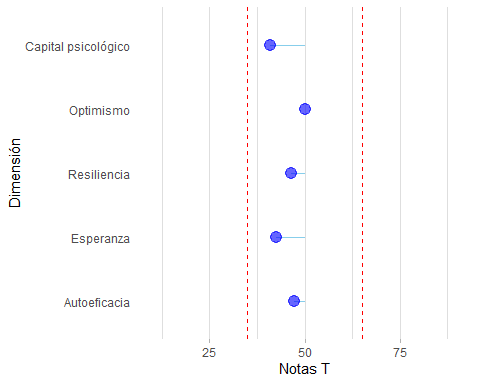 Capital psicológico
Optimismo
Resiliencia
Esperanza
Autoeficacia
Dimensión
25 50 75
Notas T